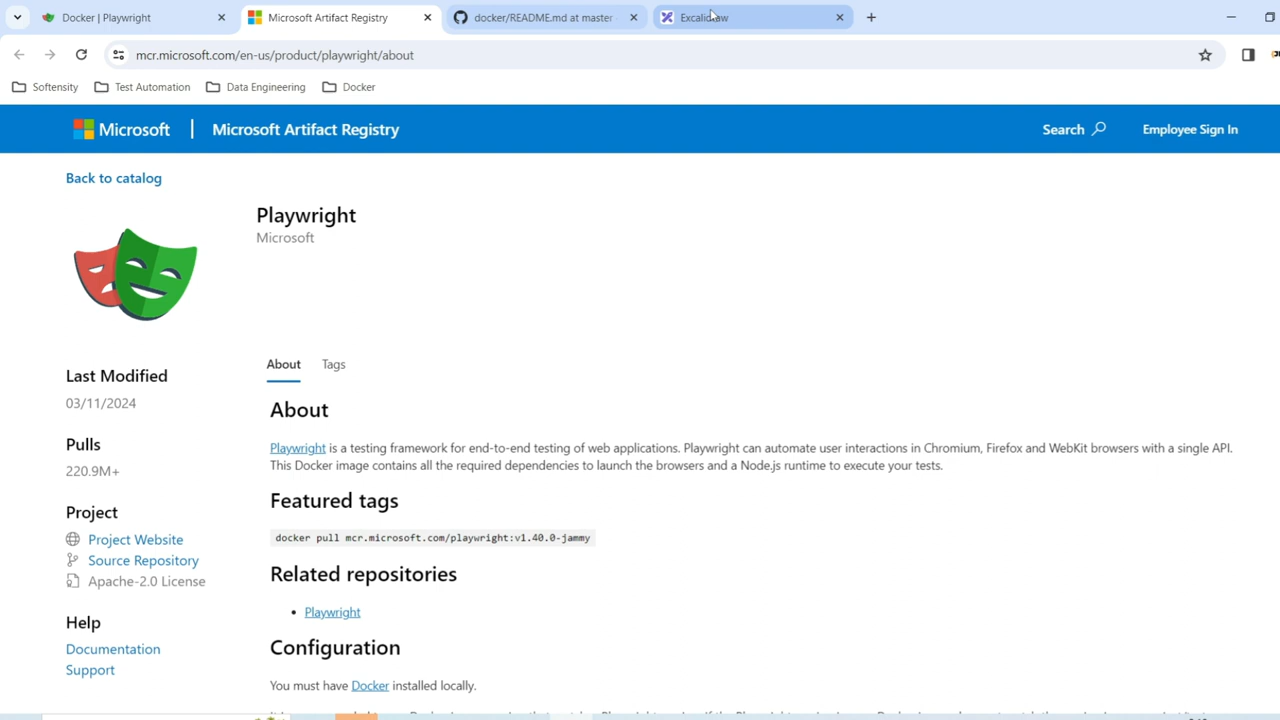 Docker | Playwright
Microsoft Artifact Registry
docker/README.md at master
Excalidraw
mcr.microsoft.com/en-us/product/playwright/about
Softensity
Test Automation
Data Engineering
Docker
Microsoft
Microsoft Artifact Registry
Search
Employee Sign In
Back to catalog
Playwright
Microsoft
About
Tags
Last Modified
03/11/2024
Pulls
220.9M+
Project
Project Website
Source Repository
Apache-2.0 License
Help
Documentation
Support
About
Playwright is a testing framework for end-to-end testing of web applications. Playwright can automate user interactions in Chromium, Firefox and WebKit browsers with a single API.
This Docker image contains all the required dependencies to launch the browsers and a Node.js runtime to execute your tests.
Featured tags
docker pull mcr.microsoft.com/playwright:v1.40.0-jammy
Related repositories
Playwright
Configuration
You must have Docker installed locally.